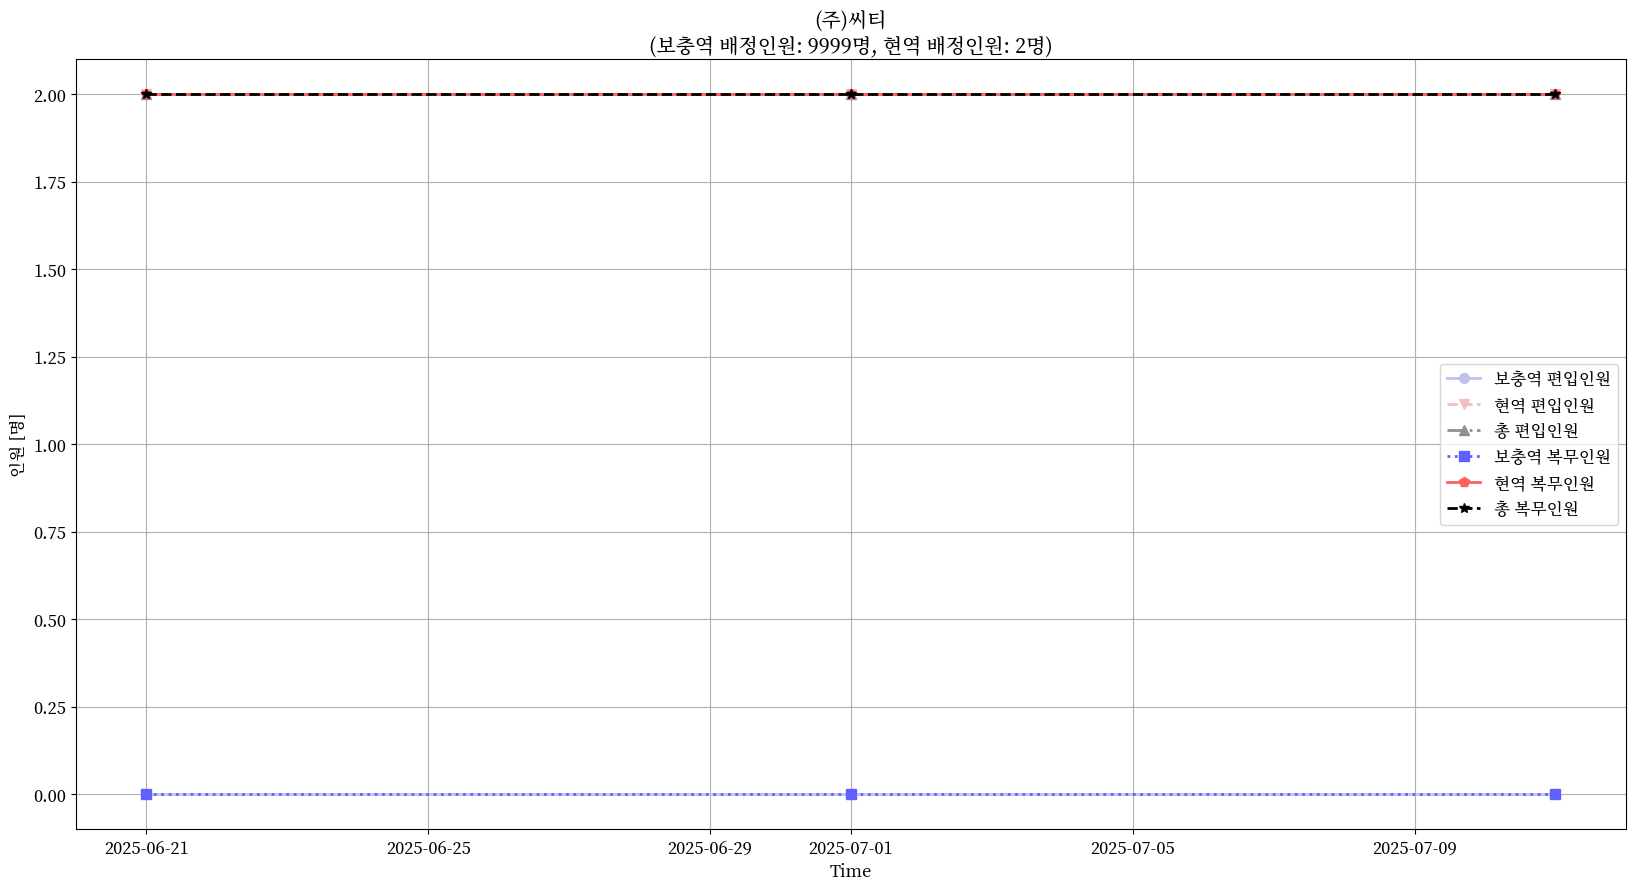 (주)씨티
(보충역 배정인원: 9999명, 현역 배정인원: 2명)
2.00
1.75
1.50
1.25
1.00
0.75
0.50
0.25
0.00
인원 [명]
보충역 편입인원
현역 편입인원
총 편입인원
보충역 복무인원
현역 복무인원
총 복무인원
2025-06-21
2025-06-25
2025-06-29
2025-07-01
2025-07-05
2025-07-09
Time